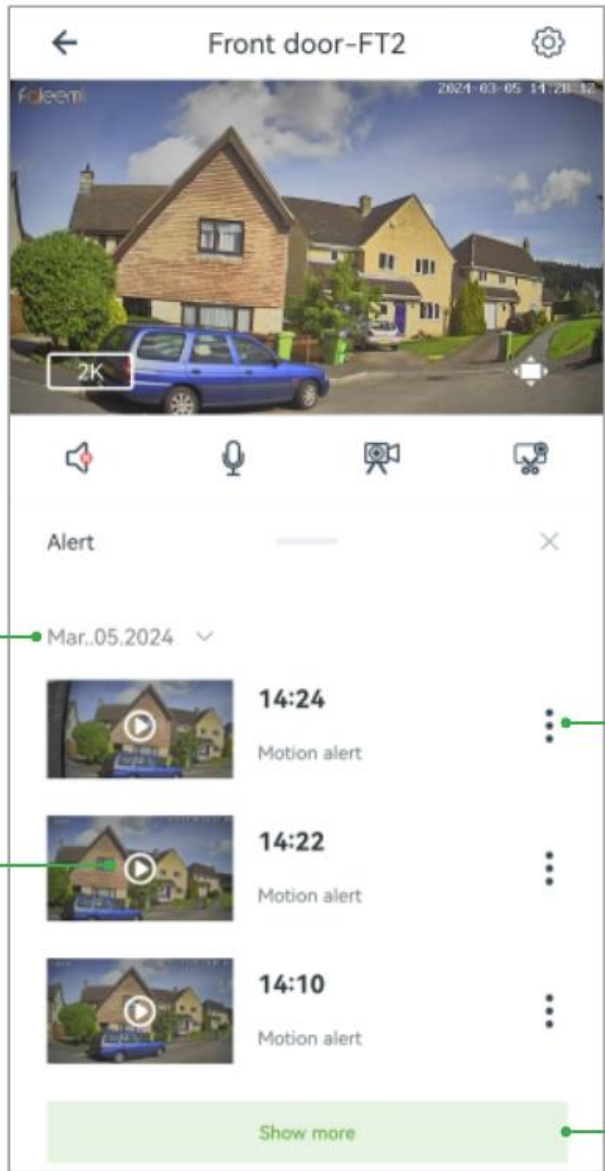 Front door-FT2
faleemi
2024-03-05 14:28:12
2K
Alert
Mar..05.2024
14:24
Motion alert
14:22
Motion alert
14:10
Motion alert
Show more